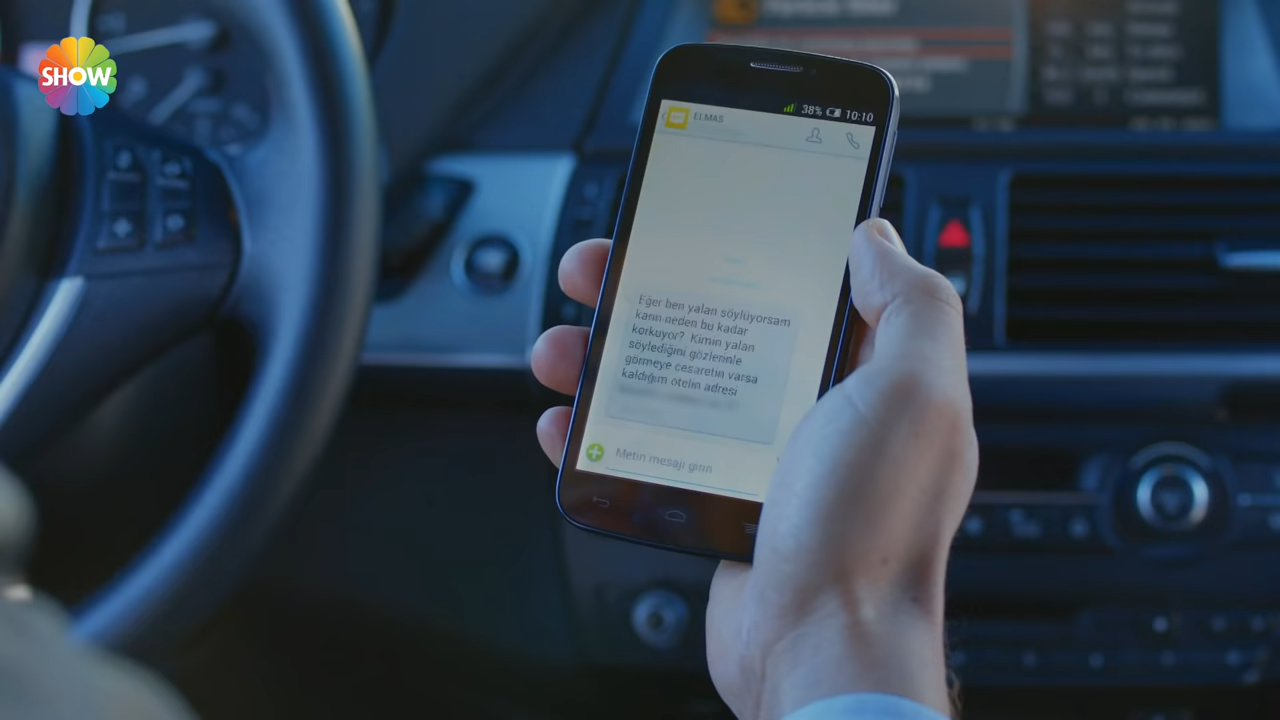 SHOW
38% 10:10
ELMAS
Eğer ben yalan söylüyorsam
karın neden bu kadar
korkuyor? Kimin yalan
söylediğini gözlerinle
görmeye cesaretin varsa
kaldığım otelin adresi
Metin mesajı girin